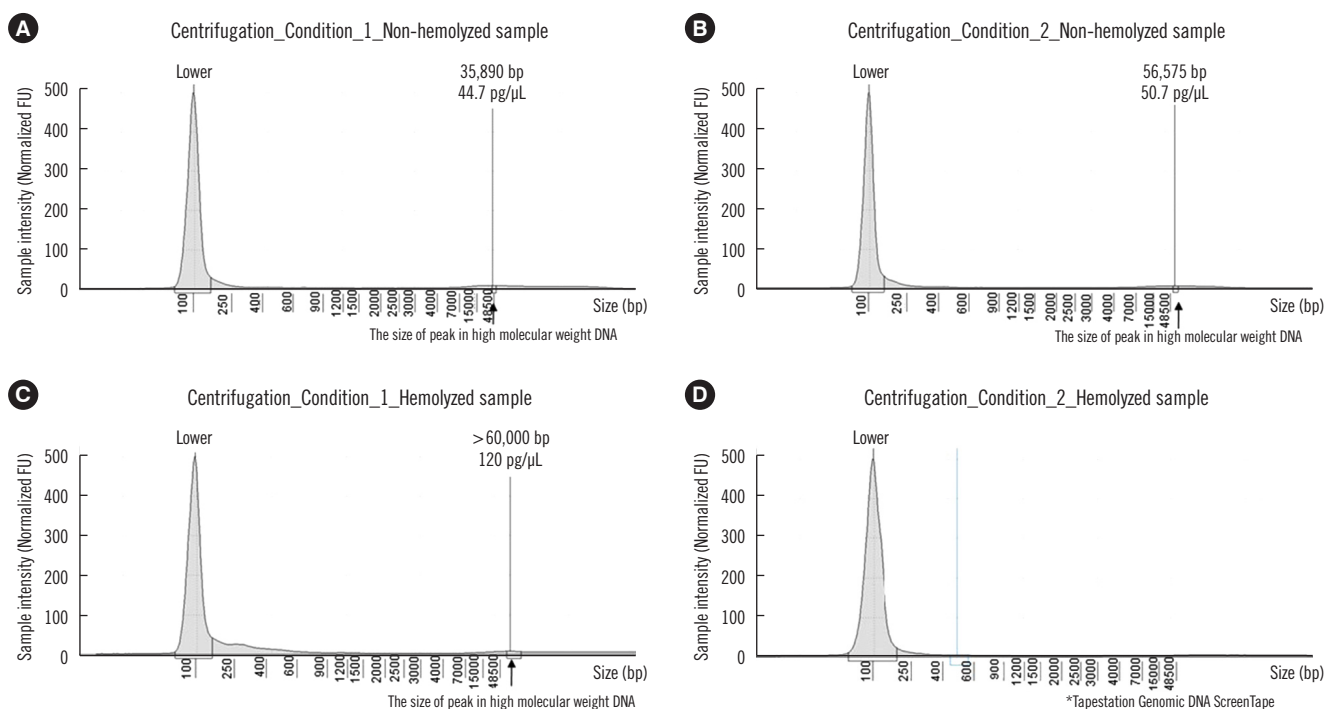 A
Centrifugation_Condition_1_Non-hemolyzed sample
Sample intensity (Normalized FU)
500
400
300
200
100
0
Lower
35,890 bp
44.7 pg/µL
100 250 400 600 900 1200 1500 2000 2500 3000 4000 7000 15000 48500
Size (bp)
The size of peak in high molecular weight DNA
B
Centrifugation_Condition_2_Non-hemolyzed sample
Sample intensity (Normalized FU)
500
400
300
200
100
0
Lower
56,575 bp
50.7 pg/µL
100 250 400 600 900 1200 1500 2000 2500 3000 4000 7000 15000 48500
Size (bp)
The size of peak in high molecular weight DNA
C
Centrifugation_Condition_1_Hemolyzed sample
Sample intensity (Normalized FU)
500
400
300
200
100
0
Lower
>60,000 bp
120 pg/µL
100 250 400 600 900 1200 1500 2000 2500 3000 4000 7000 15000 48500
Size (bp)
The size of peak in high molecular weight DNA
D
Centrifugation_Condition_2_Hemolyzed sample
Sample intensity (Normalized FU)
500
400
300
200
100
0
Lower
100 250 400 600 900 1200 1500 2000 2500 3000 4000 7000 15000 48500
Size (bp)
*Tapestation Genomic DNA ScreenTape